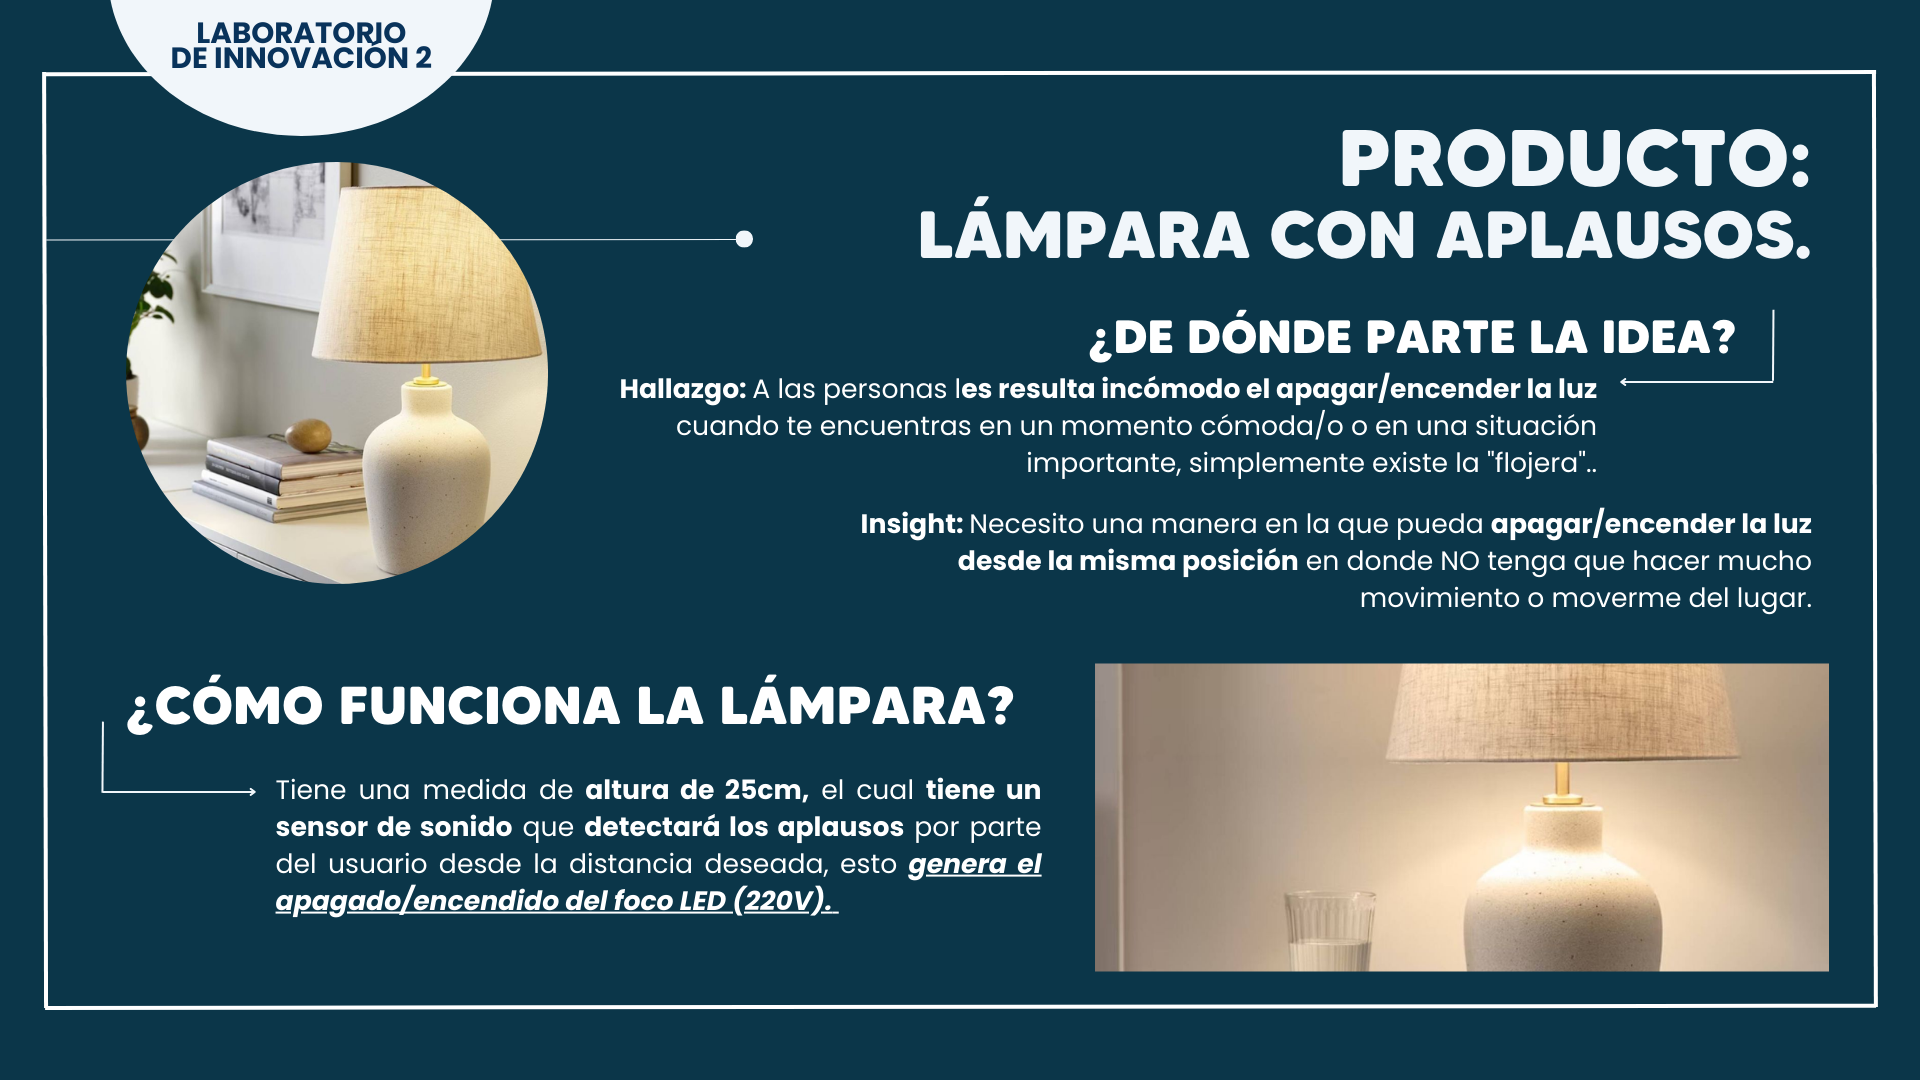 LABORATORIO
DE INNOVACIÓN 2
PRODUCTO:
LÁMPARA CON APLAUSOS.
¿DE DÓNDE PARTE LA IDEA?
Hallazgo: A las personas les resulta incómodo el apagar/encender la luz
cuando te encuentras en un momento cómoda/o o en una situación
importante, simplemente existe la "flojera"..
Insight: Necesito una manera en la que pueda apagar/encender la luz
desde la misma posición en donde NO tenga que hacer mucho
movimiento o moverme del lugar.
¿CÓMO FUNCIONA LA LÁMPARA?
Tiene una medida de altura de 25cm, el cual tiene un
sensor de sonido que detectará los aplausos por parte
del usuario desde la distancia deseada, esto genera el
apagado/encendido del foco LED (220V).